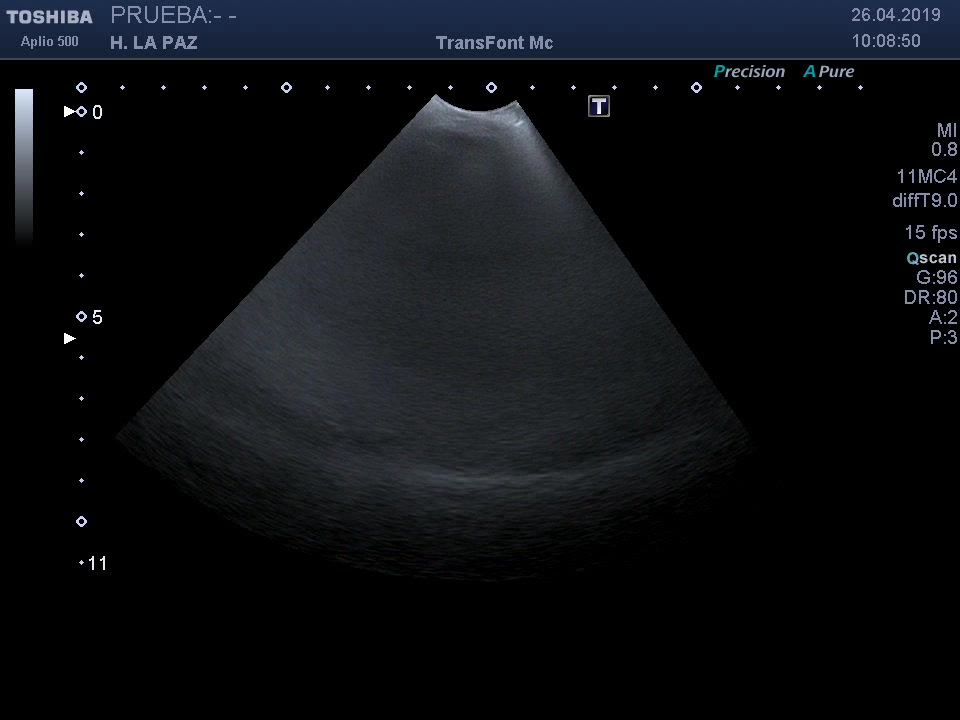 TOSHIBA PRUEBA:- - 26.04.2019
Aplio 500 H. LA PAZ TransFont Mc 10:08:50
Precision A Pure
T
0
MI
0.8
11MC4
diffT9.0
15 fps
Qscan
G:96
DR:80
5 A:2
P:3
11